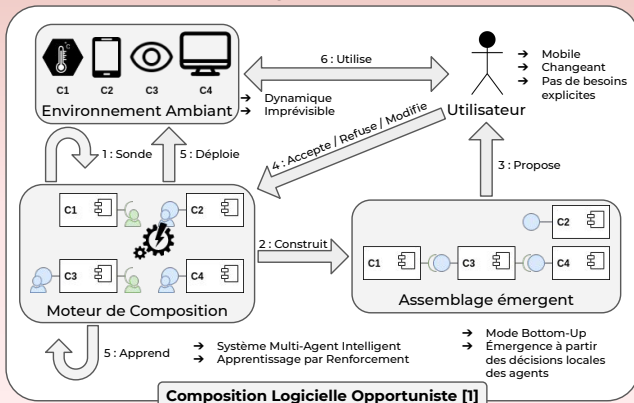 °C
C1 C2 C3 C4
Environnement Ambiant
➔ Dynamique
➔ Imprévisible
6 : Utilise
Utilisateur
➔ Mobile
➔ Changeant
➔ Pas de besoins
explicites
1 : Sonde
5 : Déploie
4 : Accepte / Refuse / Modifie
3 : Propose
C1
C2
C3
C4
Moteur de Composition
2 : Construit
C2
C1
C3
C4
Assemblage émergent
5 : Apprend
➔ Système Multi-Agent Intelligent
➔ Apprentissage par Renforcement
➔ Mode Bottom-Up
➔ Émergence à partir
des décisions locales
des agents
Composition Logicielle Opportuniste [1]